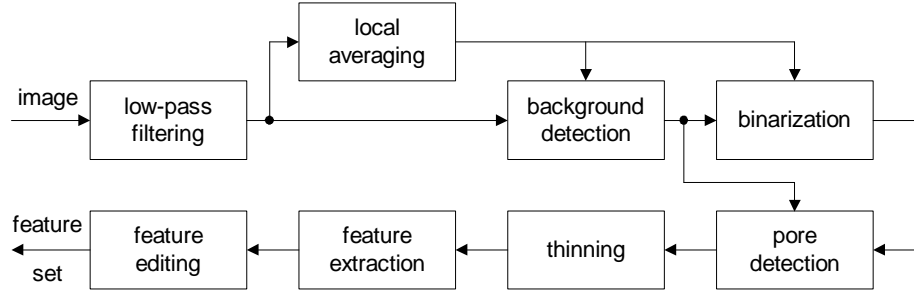 local
averaging
image
low-pass
filtering
background
detection
binarization
feature
set
feature
editing
feature
extraction
thinning
pore
detection